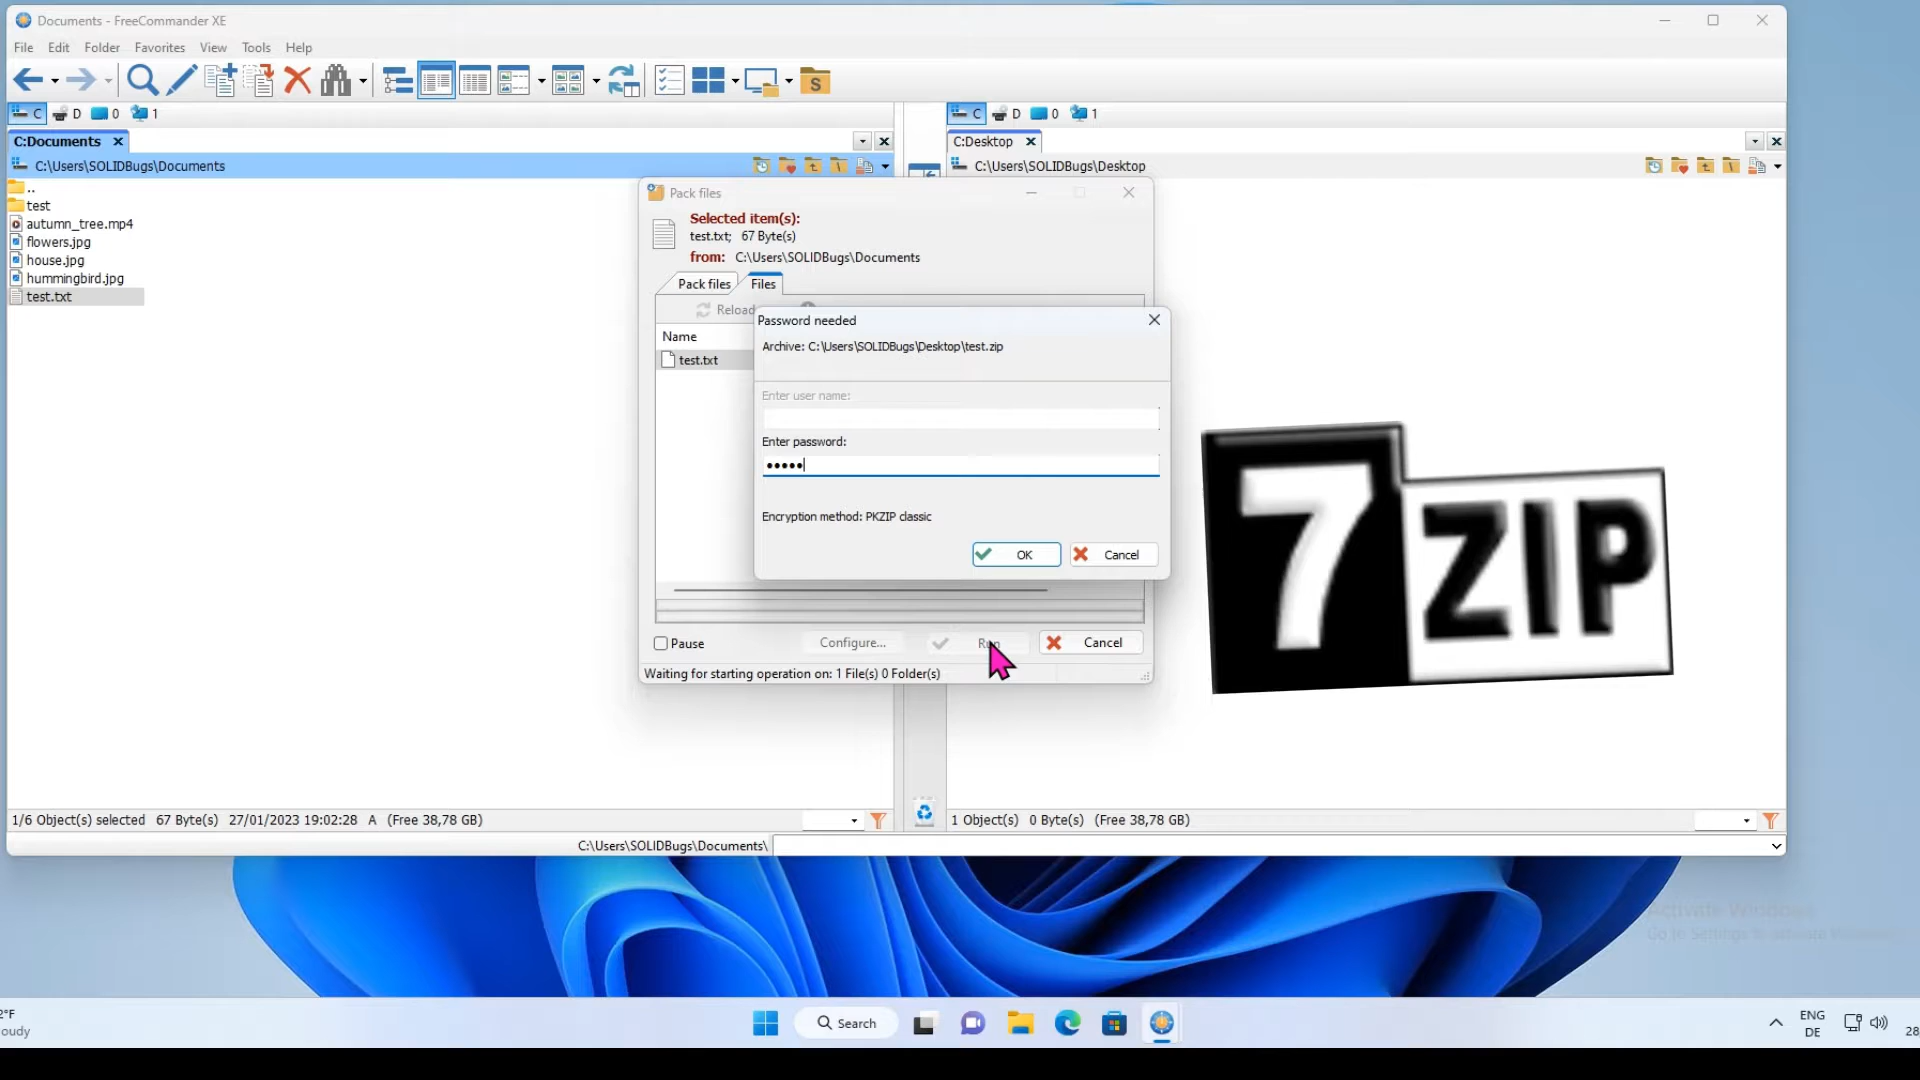 Documents - FreeCommander XE
File Edit Folder Favorites View Tools Help
S
C D 0 1
C:Documents
C:\Users\SOLIDBugs\Documents
..
test
autumn_tree.mp4
flowers.jpg
house.jpg
hummingbird.jpg
test.txt
C D 0 1
C:Desktop
C:\Users\SOLIDBugs\Desktop
Pack files
Selected item(s):
test.txt; 67 Byte(s)
from: C:\Users\SOLIDBugs\Documents
Pack files Files
Reload
Name
test.txt
Password needed
Archive: C:\Users\SOLIDBugs\Desktop\test.zip
Enter user name:
Enter password:
•••••
Encryption method: PKZIP classic
OK Cancel
Pause Configure... Run Cancel
Waiting for starting operation on: 1 File(s) 0 Folder(s)
7 ZIP
1/6 Object(s) selected 67 Byte(s) 27/01/2023 19:02:28 A (Free 38,78 GB)
1 Object(s) 0 Byte(s) (Free 38,78 GB)
C:\Users\SOLIDBugs\Documents\
Activate Windows
2°F
oudy
Search
ENG
DE
28